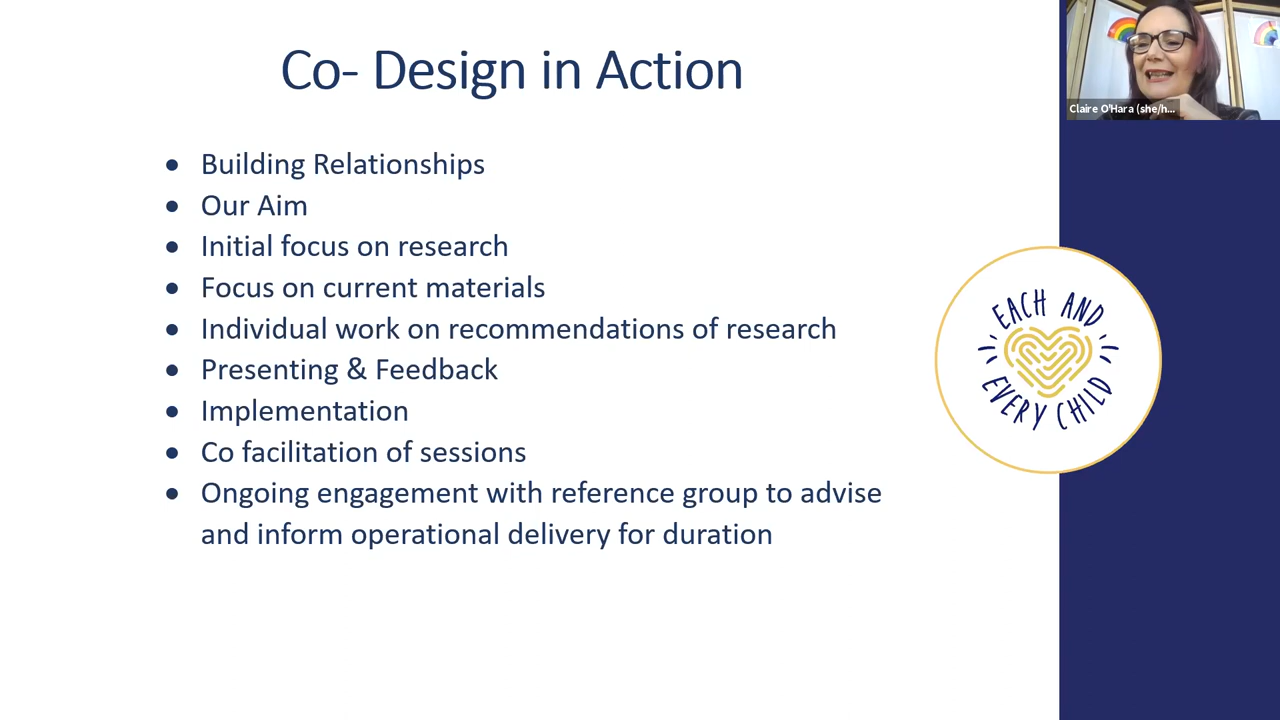 Co- Design in Action
Claire O'Hara (she/h...
• Building Relationships
• Our Aim
• Initial focus on research
• Focus on current materials
• Individual work on recommendations of research
• Presenting & Feedback
• Implementation
• Co facilitation of sessions
• Ongoing engagement with reference group to advise
and inform operational delivery for duration
EACH AND
EVERY CHILD